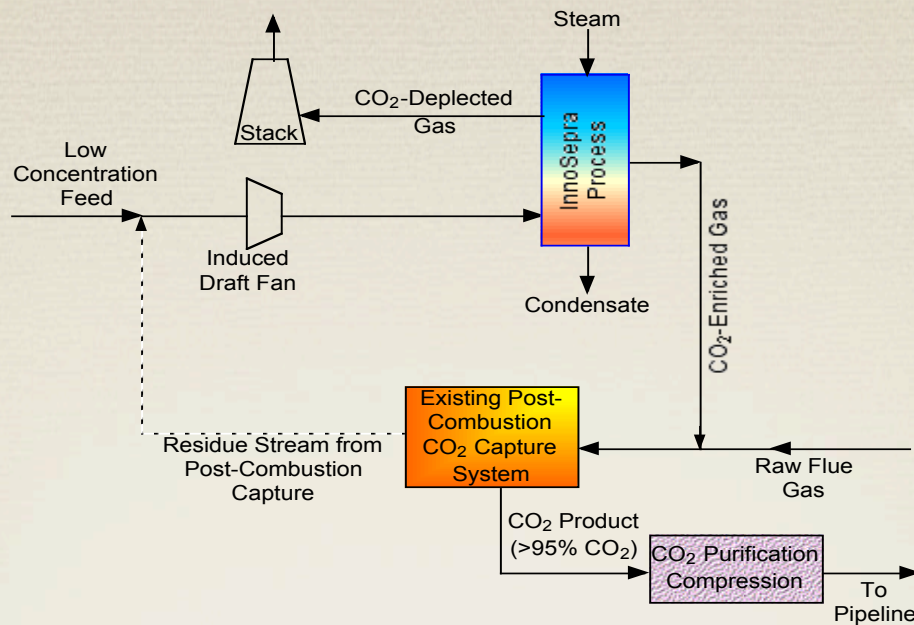 Steam
CO₂-Deplected
Gas
Stack
InnoSepra
Process
Low
Concentration
Feed
Induced
Draft Fan
Condensate
CO₂-Enriched Gas
Existing Post-
Combustion
CO₂ Capture
System
Residue Stream from
Post-Combustion
Capture
Raw Flue
Gas
CO₂ Product
(>95% CO₂)
CO₂ Purification
Compression
To
Pipeline